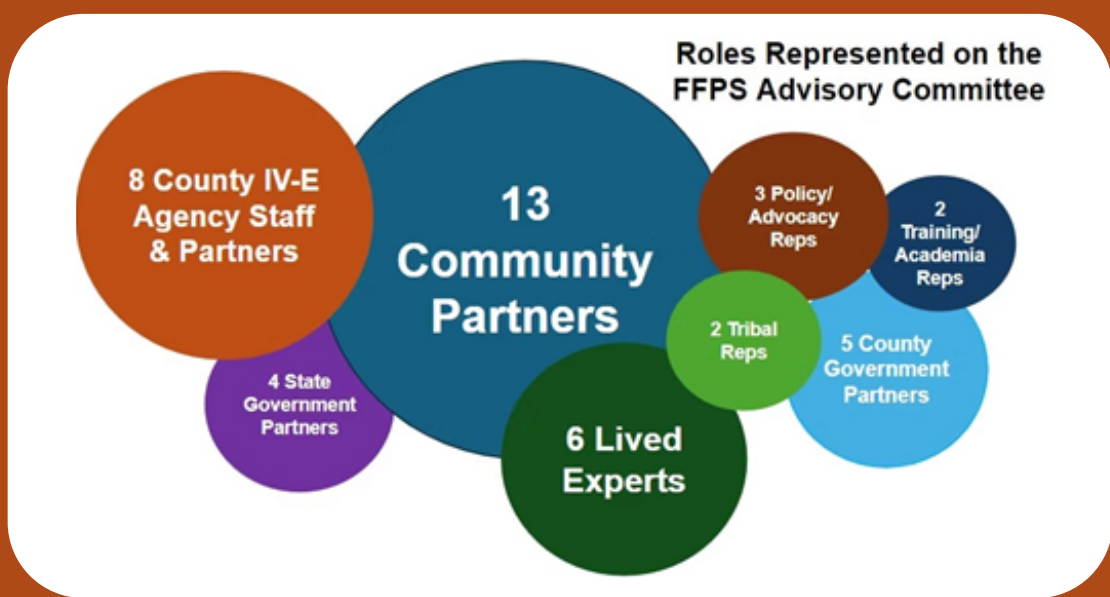 Roles Represented on the
FFPS Advisory Committee
8 County IV-E
Agency Staff
& Partners
13
Community
Partners
3 Policy/
Advocacy
Reps
2
Training/
Academia
Reps
2 Tribal
Reps
5 County
Government
Partners
4 State
Government
Partners
6 Lived
Experts